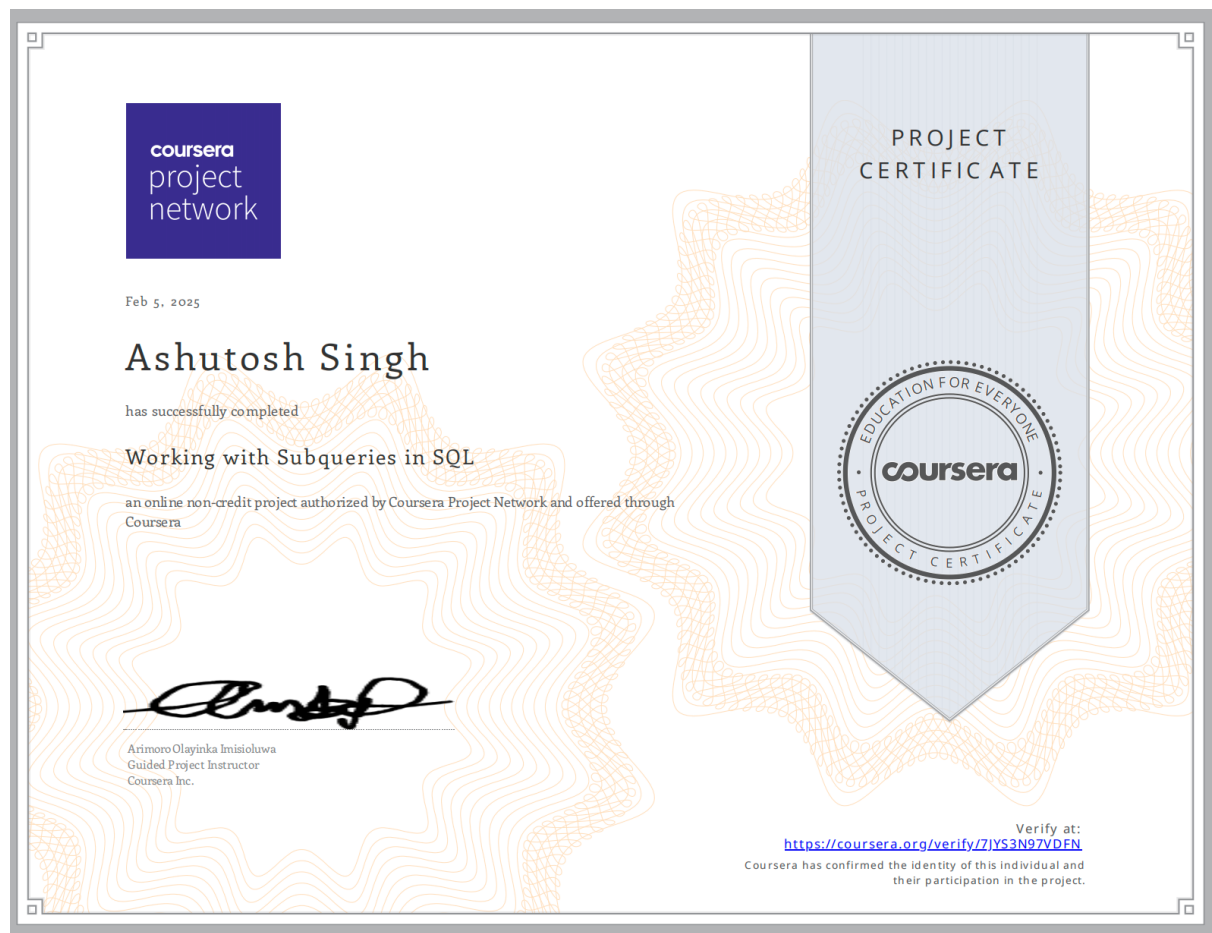 coursera
project
network
PROJECT
CERTIFICATE
Feb 5, 2025
Ashutosh Singh
has successfully completed
Working with Subqueries in SQL
an online non-credit project authorized by Coursera Project Network and offered through
Coursera
EDUCATION FOR EVERYONE
coursera
PROJECT CERTIFICATE
Arimoro Olayinka Imisioluwa
Guided Project Instructor
Coursera Inc.
Verify at:
https://coursera.org/verify/7JYS3N97VDFN
Coursera has confirmed the identity of this individual and
their participation in the project.